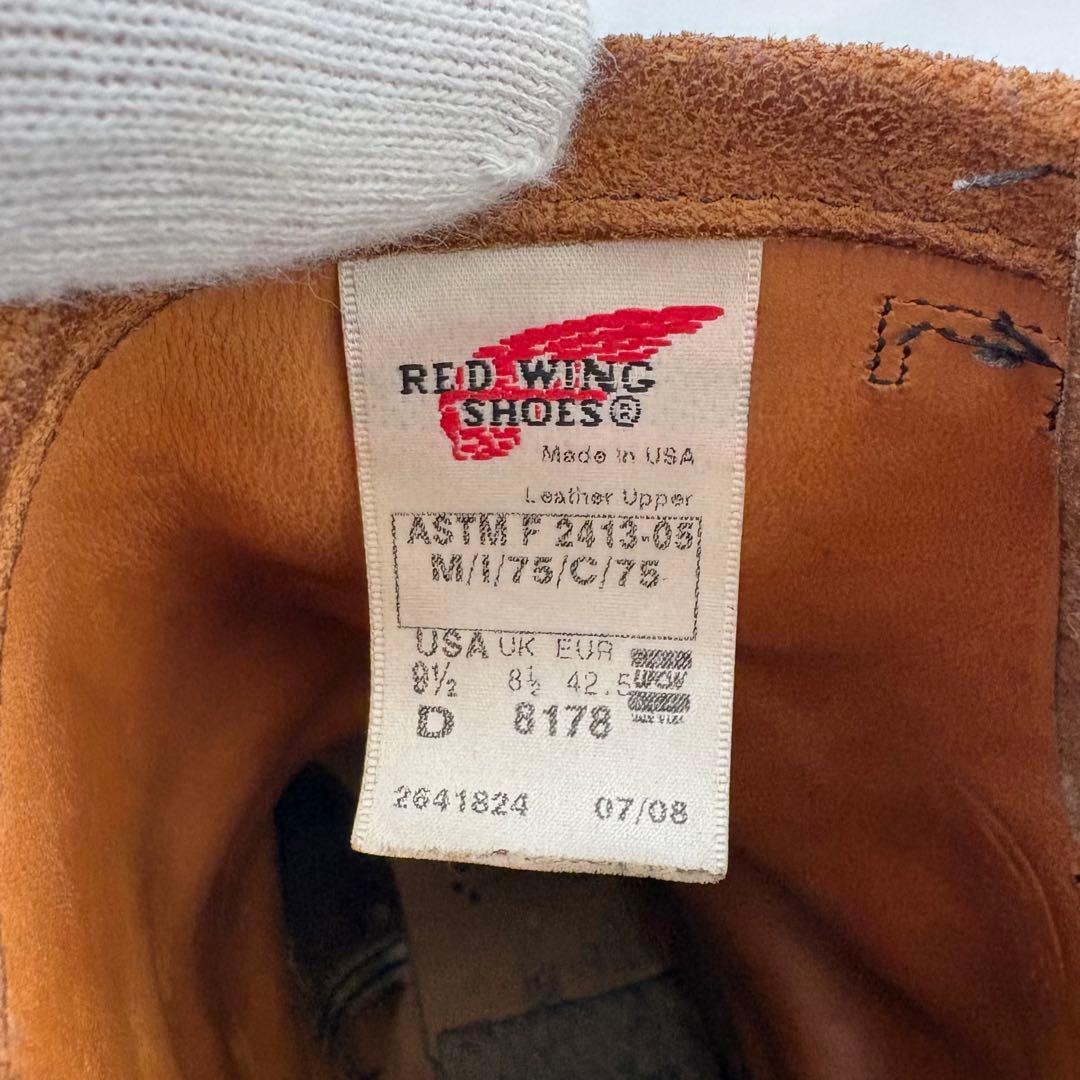 RED WING
SHOES®
Made in USA
Leather Upper
ASTM F 2413-05
M/I/75/C/75
USA UK EUR
9½ 8½ 42.5
D 8178
2641824 07/08